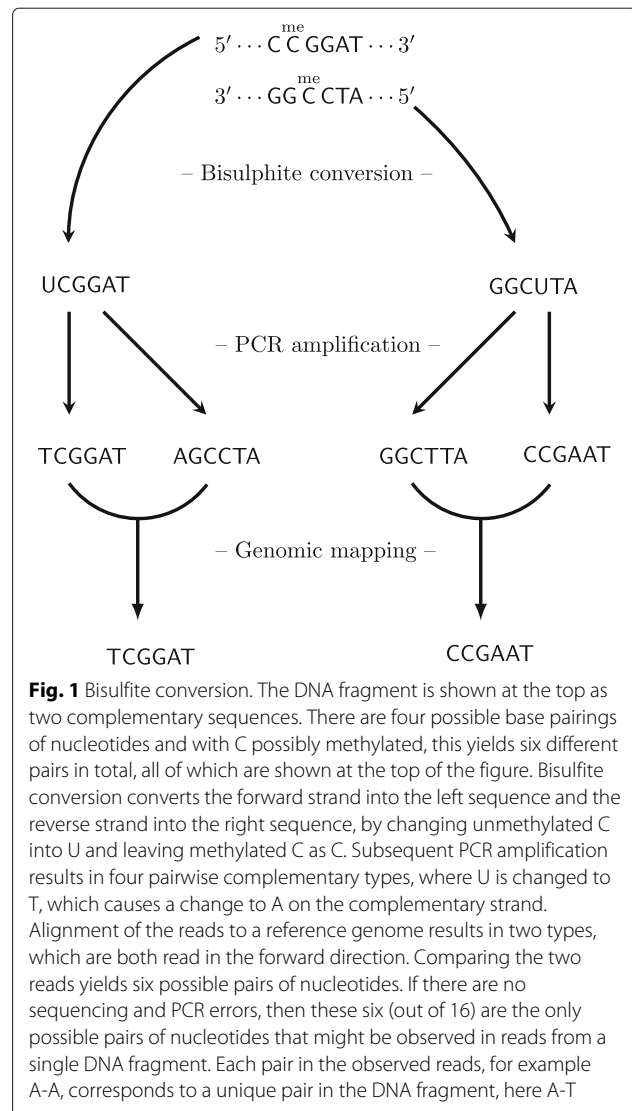 me
5′ ··· C C GGAT ··· 3′
me
3′ ··· GG C CTA ··· 5′
– Bisulphite conversion –
UCGGAT GGCUTA
– PCR amplification –
TCGGAT AGCCTA GGCTTA CCGAAT
– Genomic mapping –
TCGGAT CCGAAT
Fig. 1 Bisulfite conversion. The DNA fragment is shown at the top as
two complementary sequences. There are four possible base pairings
of nucleotides and with C possibly methylated, this yields six different
pairs in total, all of which are shown at the top of the figure. Bisulfite
conversion converts the forward strand into the left sequence and the
reverse strand into the right sequence, by changing unmethylated C
into U and leaving methylated C as C. Subsequent PCR amplification
results in four pairwise complementary types, where U is changed to
T, which causes a change to A on the complementary strand.
Alignment of the reads to a reference genome results in two types,
which are both read in the forward direction. Comparing the two
reads yields six possible pairs of nucleotides. If there are no
sequencing and PCR errors, then these six (out of 16) are the only
possible pairs of nucleotides that might be observed in reads from a
single DNA fragment. Each pair in the observed reads, for example
A-A, corresponds to a unique pair in the DNA fragment, here A-T